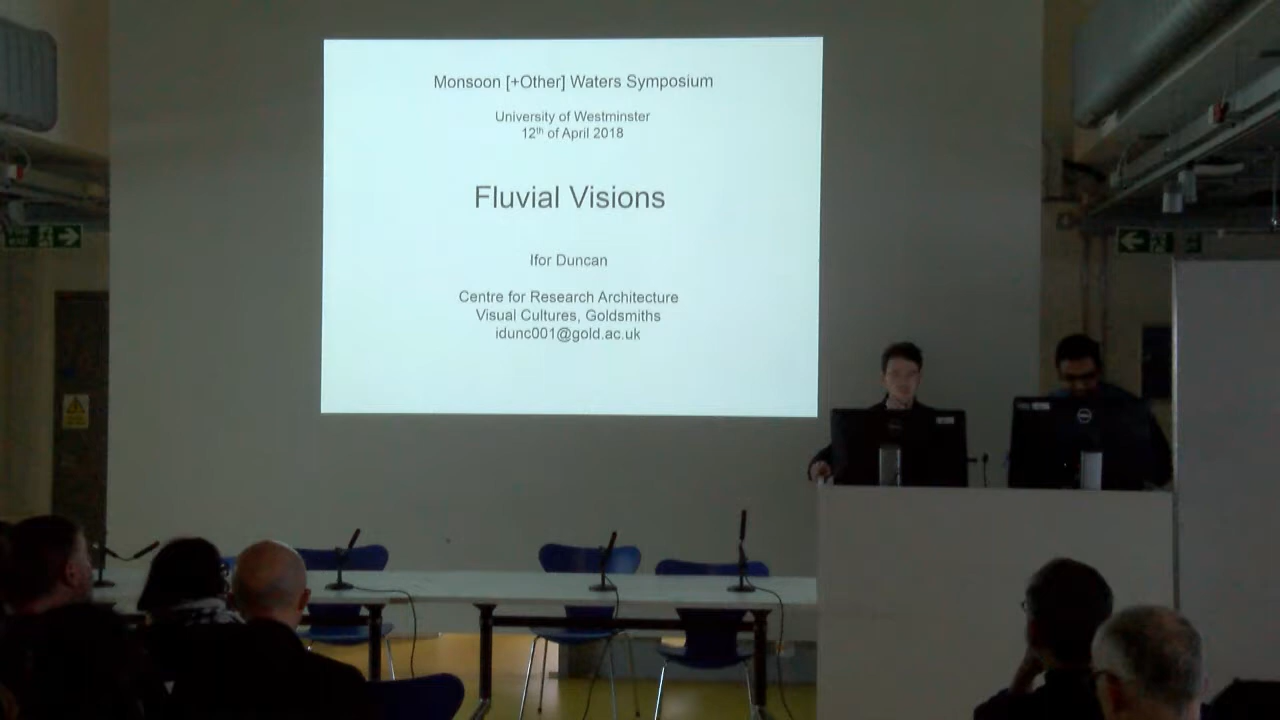 Monsoon [+Other] Waters Symposium
University of Westminster
12th of April 2018
Fluvial Visions
Ifor Duncan
Centre for Research Architecture
Visual Cultures, Goldsmiths
idunc001@gold.ac.uk
DELL